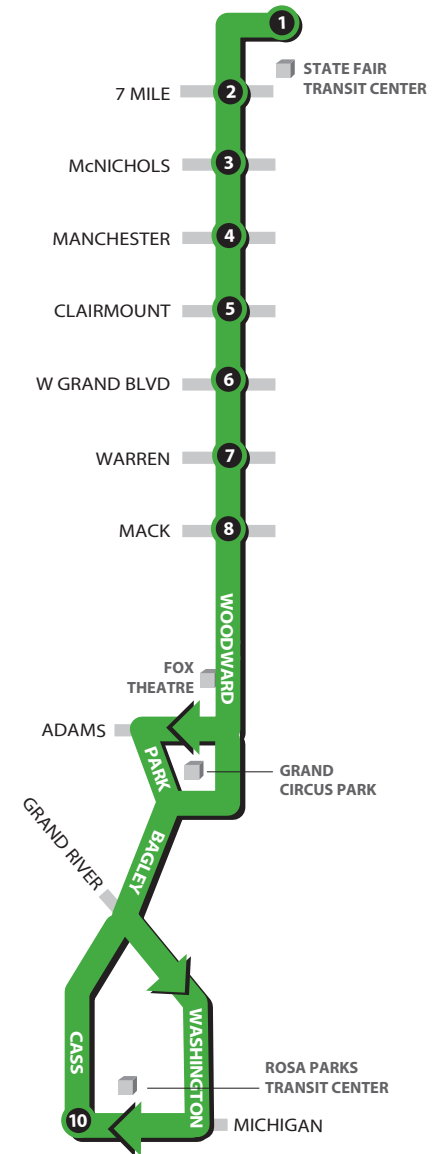 1
STATE FAIR
TRANSIT CENTER
7 MILE
2
McNICHOLS
3
MANCHESTER
4
CLAIRMOUNT
5
W GRAND BLVD
6
WARREN
7
MACK
8
WOODWARD
FOX
THEATRE
ADAMS
PARK
GRAND
CIRCUS PARK
GRAND RIVER
BAGLEY
CASS
WASHINGTON
ROSA PARKS
TRANSIT CENTER
10
MICHIGAN